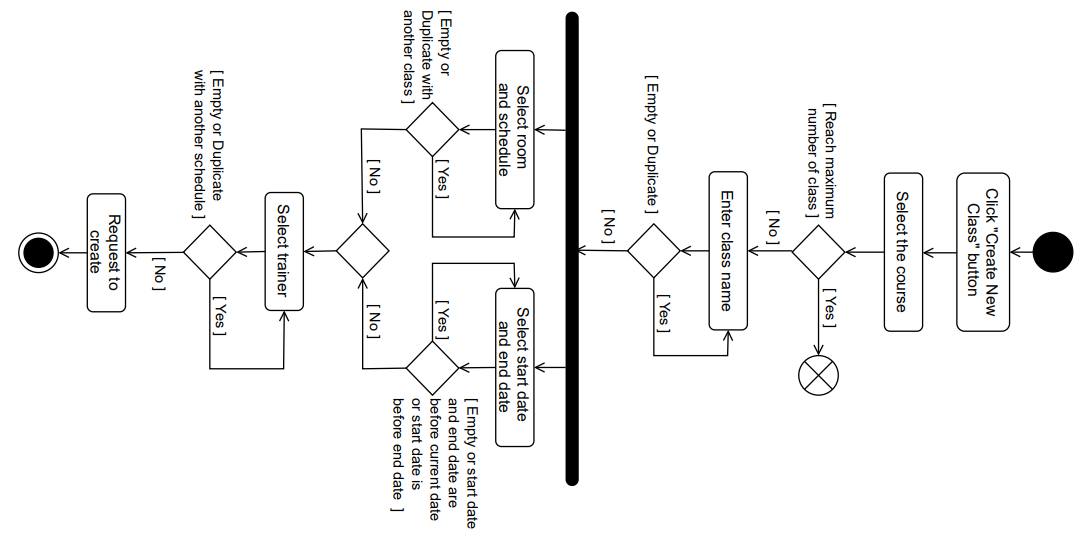 Click "Create New
Class" button
Select the course
[ Reach maximum
number of class ]
[ Yes ]
[ No ]
Enter class name
[ Empty or Duplicate ]
[ Yes ]
[ No ]
Select room
and schedule
[ Empty or
Duplicate with
another class ]
[ Yes ]
[ No ]
Select start date
and end date
[ Empty or start date
and end date are
before current date
or start date is
before end date ]
[ Yes ]
[ No ]
Select trainer
[ Empty or Duplicate
with another schedule ]
[ Yes ]
[ No ]
Request to
create